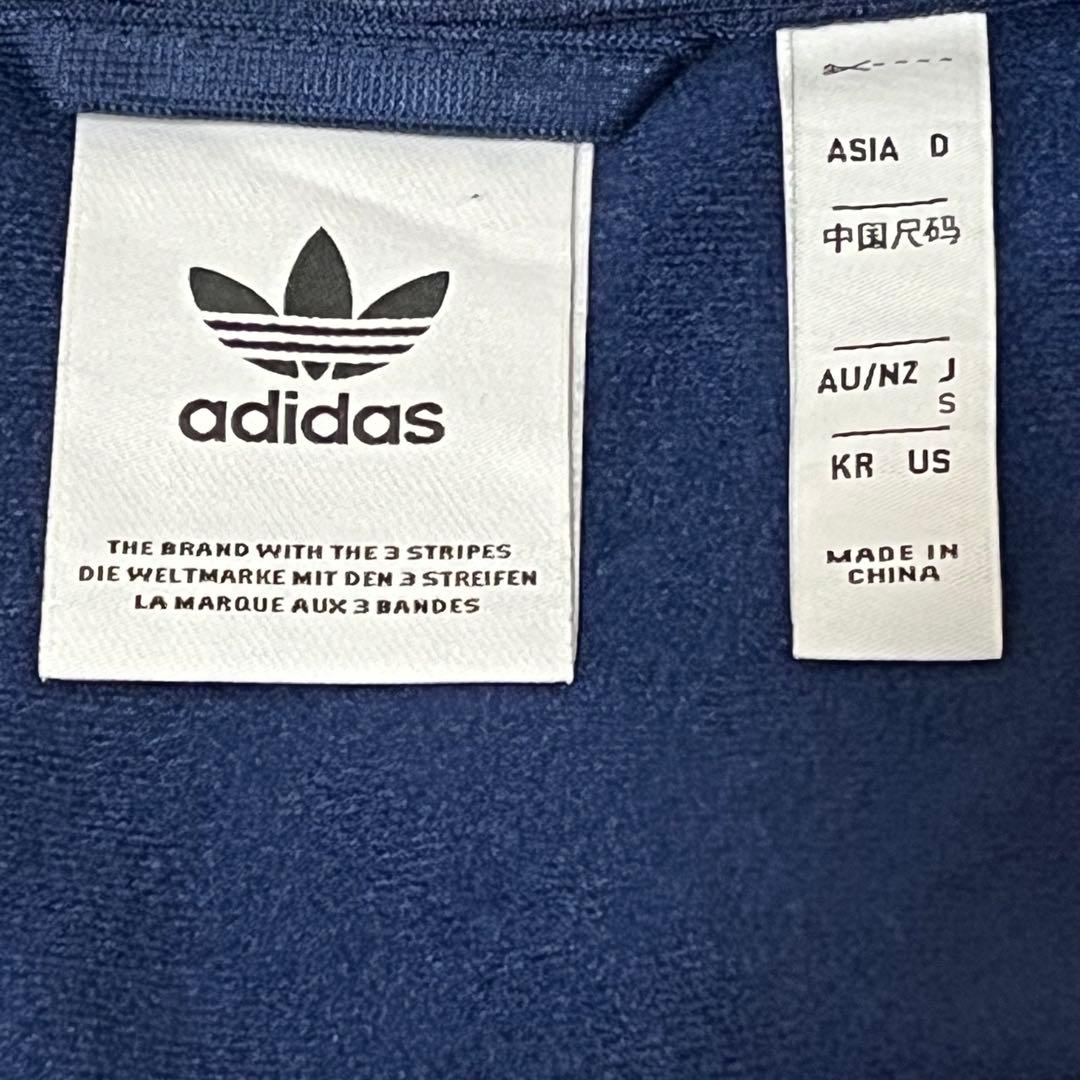 adidas
THE BRAND WITH THE 3 STRIPES
DIE WELTMARKE MIT DEN 3 STREIFEN
LA MARQUE AUX 3 BANDES
ASIA D
中国尺码
AU/NZ J
S
KR US
MADE IN
CHINA